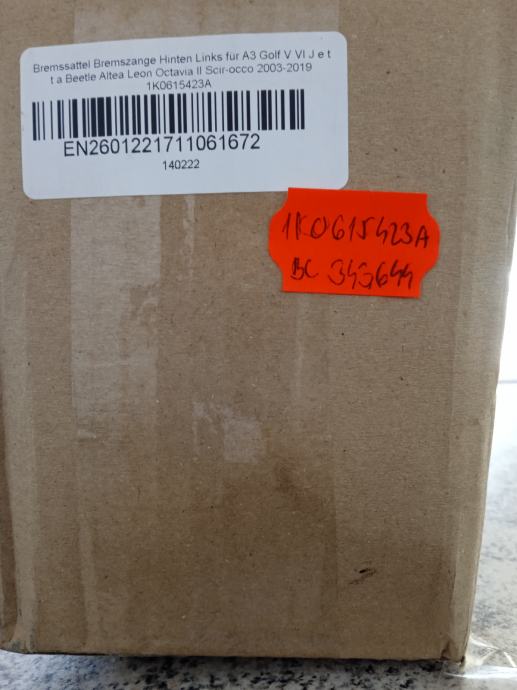 Bremssattel Bremszange Hinten Links für A3 Golf V VI J e t
t a Beetle Altea Leon Octavia II Scir-occo 2003-2019
1K0615423A
EN2601221711061672
140222
1K0615423A
BC 343644